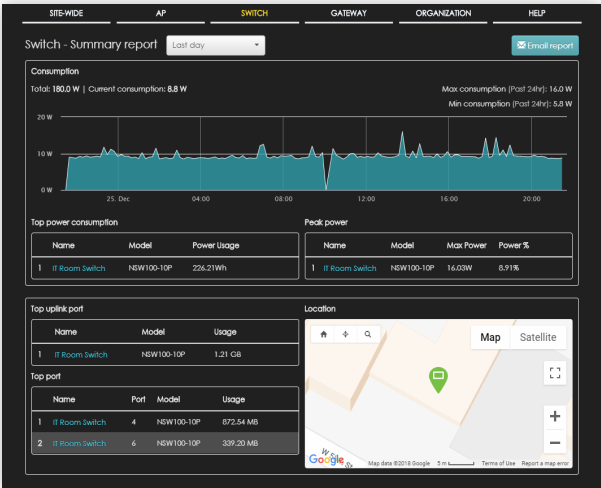 SITE-WIDE AP SWITCH GATEWAY ORGANIZATION HELP
Switch - Summary report Last day Email report
Consumption
Total: 180.0 W | Current consumption: 8.8 W Max consumption (Past 24hr): 16.0 W
Min consumption (Past 24hr): 5.8 W
20 W
10 W
0 W
25. Dec 04:00 08:00 12:00 16:00 20:00
Top power consumption
Name Model Power Usage
1 IT Room Switch NSW100-10P 226.21Wh
Peak power
Name Model Max Power Power %
1 IT Room Switch NSW100-10P 16.03W 8.91%
Top uplink port
Name Model Usage
1 IT Room Switch NSW100-10P 1.21 GB
Top port
Name Port Model Usage
1 IT Room Switch 4 NSW100-10P 872.54 MB
2 IT Room Switch 6 NSW100-10P 339.20 MB
Location
Map Satellite
Google Map data ©2018 Google 5 m Terms of Use Report a map error